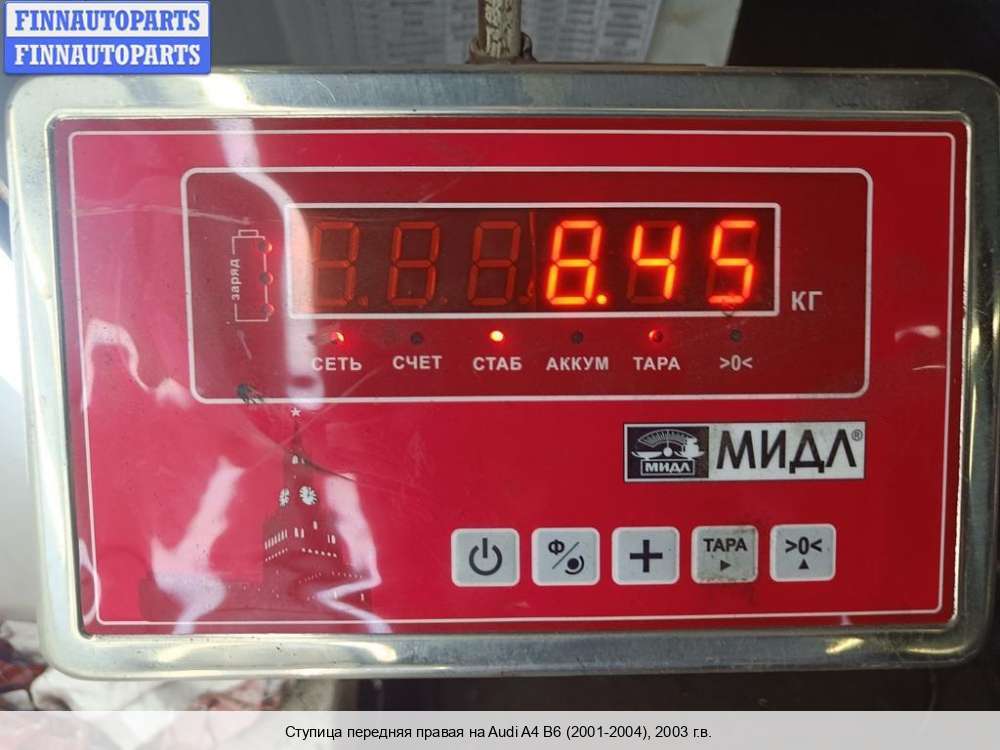 FINNAUTOPARTS
FINNAUTOPARTS
заряд
8.45
КГ
СЕТЬ СЧЕТ СТАБ АККУМ ТАРА >0<
МИДЛ МИДЛ®
Ф ТАРА >0<
Ступица передняя правая на Audi A4 B6 (2001-2004), 2003 г.в.